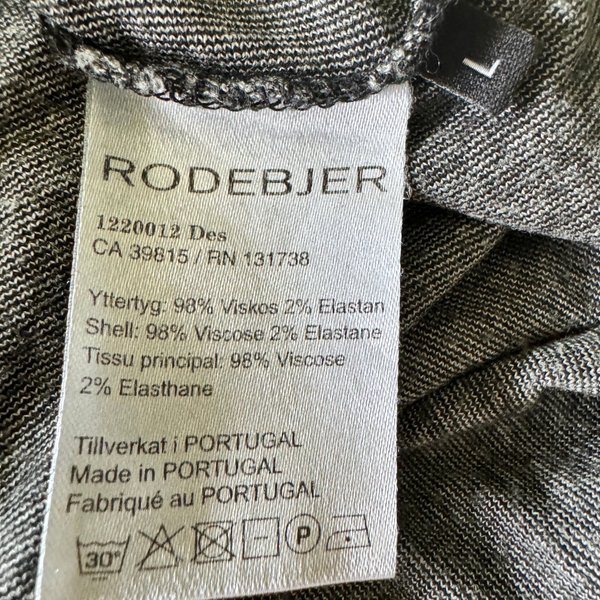 L
RODEBJER
1220012 Des
CA 39815 / RN 131738
Yttertyg: 98% Viskos 2% Elastan
Shell: 98% Viscose 2% Elastane
Tissu principal: 98% Viscose
2% Elasthane
Tillverkat i PORTUGAL
Made in PORTUGAL
Fabriqué au PORTUGAL
30° P